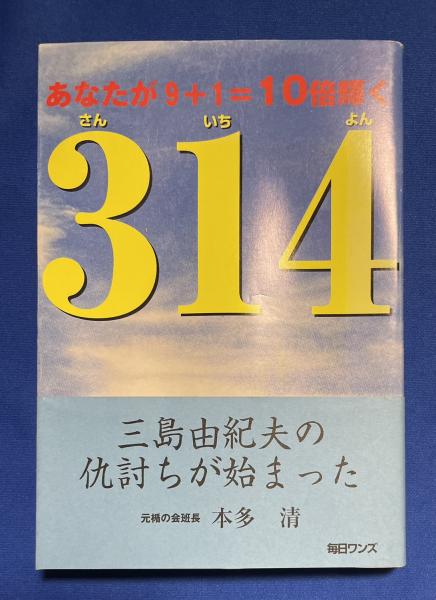 あなたが9+1=10倍輝く
さん いち よん
314
三島由紀夫の
仇討ちが始まった
元楯の会班長 本多 清
毎日ワンズ